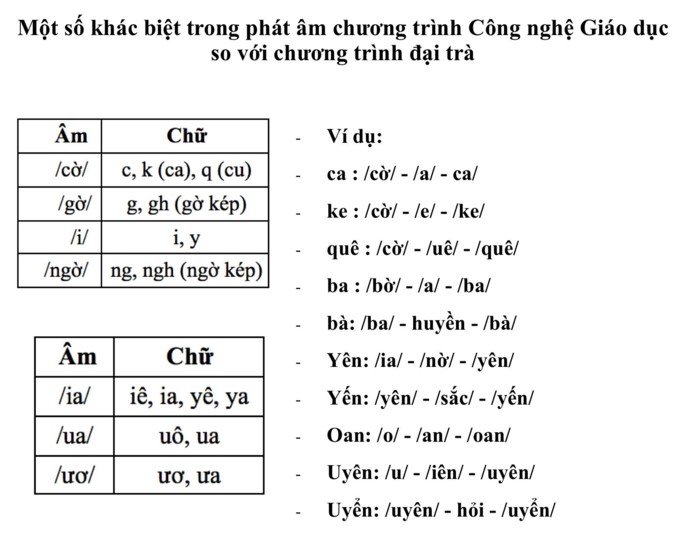 Một số khác biệt trong phát âm chương trình Công nghệ Giáo dục
so với chương trình đại trà
Âm Chữ
/cờ/ c, k (ca), q (cu)
/gờ/ g, gh (gờ kép)
/i/ i, y
/ngờ/ ng, ngh (ngờ kép)
Âm Chữ
/ia/ iê, ia, yê, ya
/ua/ uô, ua
/ươ/ ươ, ưa
- Ví dụ:
- ca : /cờ/ - /a/ - ca/
- ke : /cờ/ - /e/ - /ke/
- quê : /cờ/ - /uê/ - /quê/
- ba : /bờ/ - /a/ - /ba/
- bà: /ba/ - huyền - /bà/
- Yên: /ia/ - /nờ/ - /yên/
- Yến: /yên/ - /sắc/ - /yến/
- Oan: /o/ - /an/ - /oan/
- Uyên: /u/ - /iên/ - /uyên/
- Uyển: /uyên/ - hỏi - /uyển/